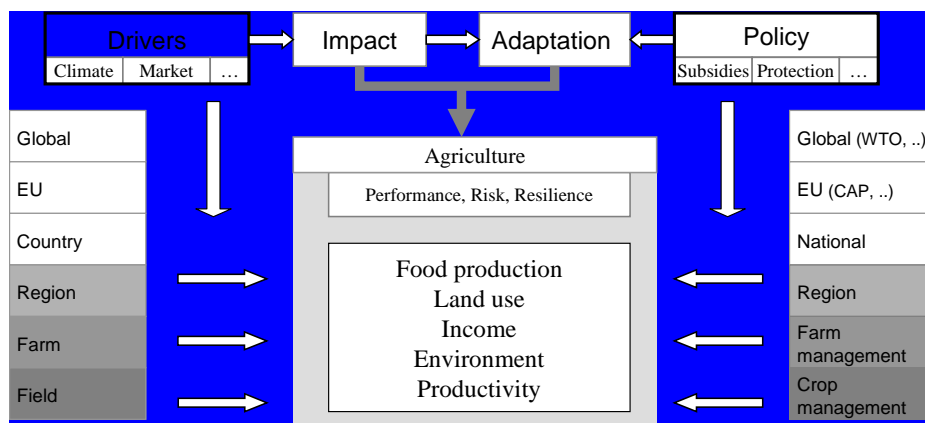 Drivers
Impact
Adaptation
Policy
Climate
Market
…
Subsidies
Protection
…
Global
EU
Country
Region
Farm
Field
Agriculture
Performance, Risk, Resilience
Food production
Land use
Income
Environment
Productivity
Global (WTO, ..)
EU (CAP, ..)
National
Region
Farm
management
Crop
management